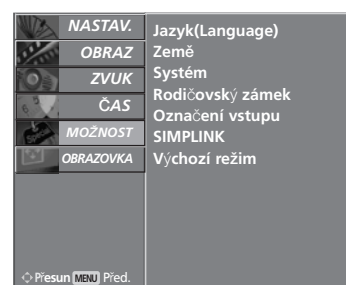 NASTAV.
OBRAZ
ZVUK
ČAS
MOŽNOST
OBRAZOVKA
Jazyk(Language)
Země
Systém
Rodičovský zámek
Označení vstupu
SIMPLINK
Výchozí režim
Přesun MENU Před.